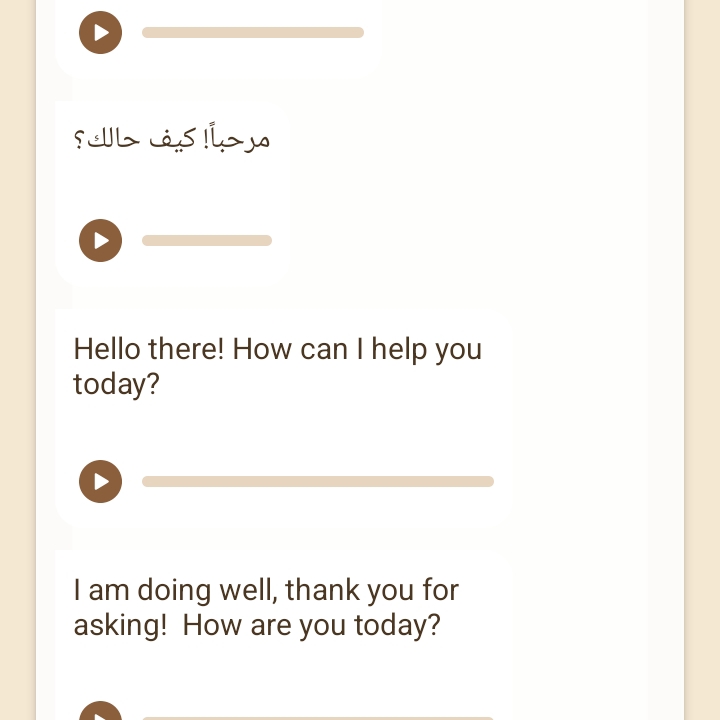 مرحباً! كيف حالك؟
Hello there! How can I help you
today?
I am doing well, thank you for
asking!  How are you today?